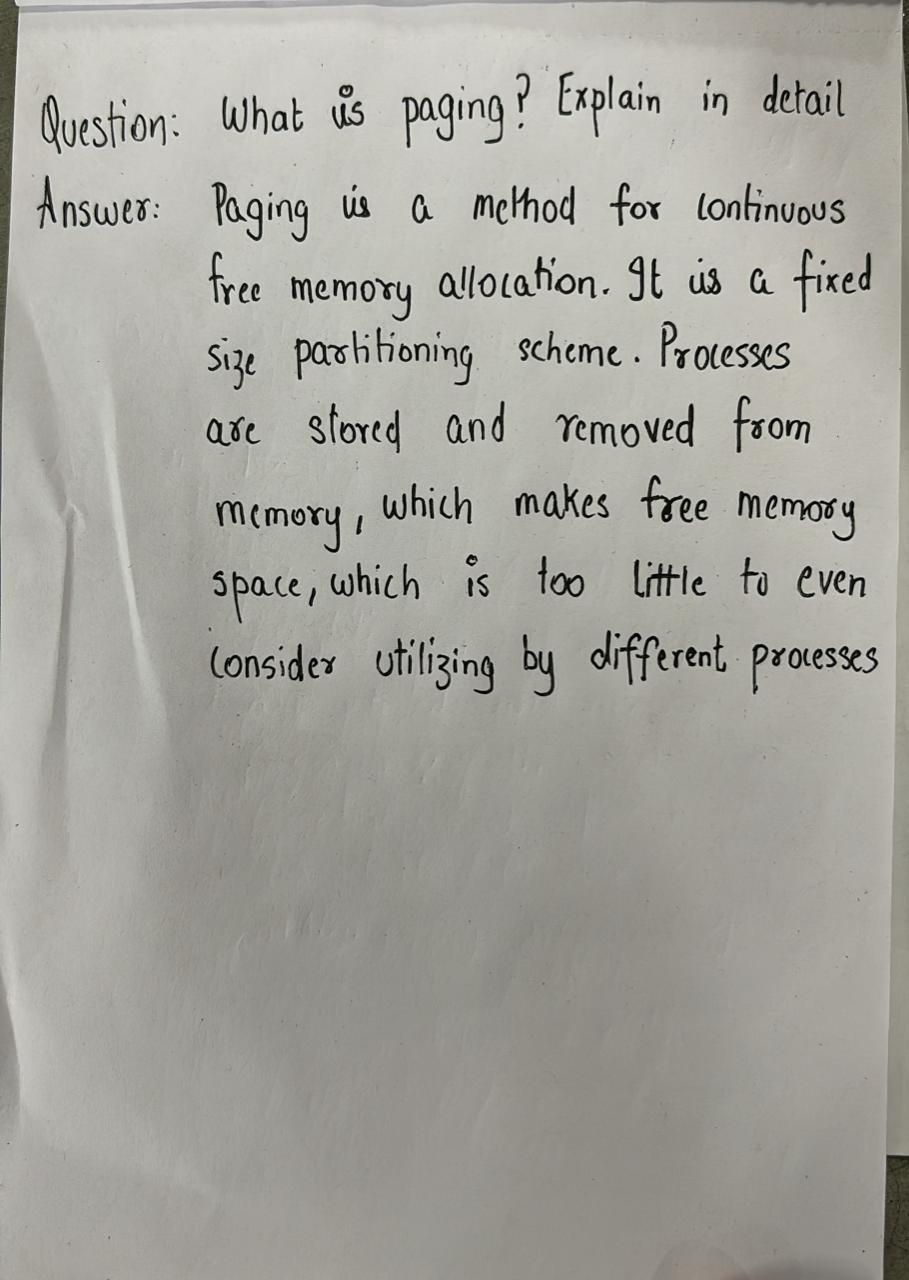 Question: What is paging? Explain in detail
Answer: Paging is a method for continuous
free memory allocation. It is a fixed
size partitioning scheme. Processes
are stored and removed from
memory, which makes free memory
space, which is too little to even
consider utilizing by different processes